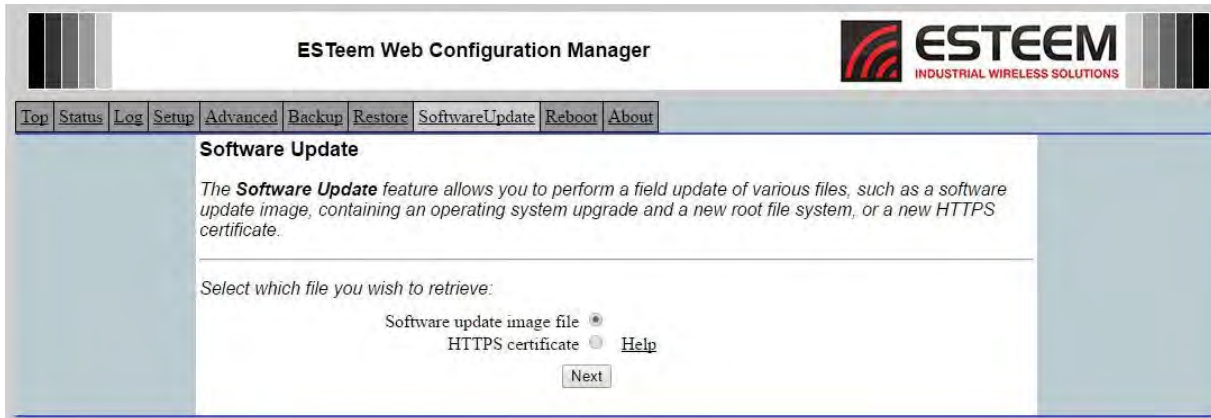 ESTeem Web Configuration Manager
ESTEEM
INDUSTRIAL WIRELESS SOLUTIONS
Top Status Log Setup Advanced Backup Restore SoftwareUpdate Reboot About
Software Update
The Software Update feature allows you to perform a field update of various files, such as a software
update image, containing an operating system upgrade and a new root file system, or a new HTTPS
certificate.
Select which file you wish to retrieve:
Software update image file
HTTPS certificate Help
Next